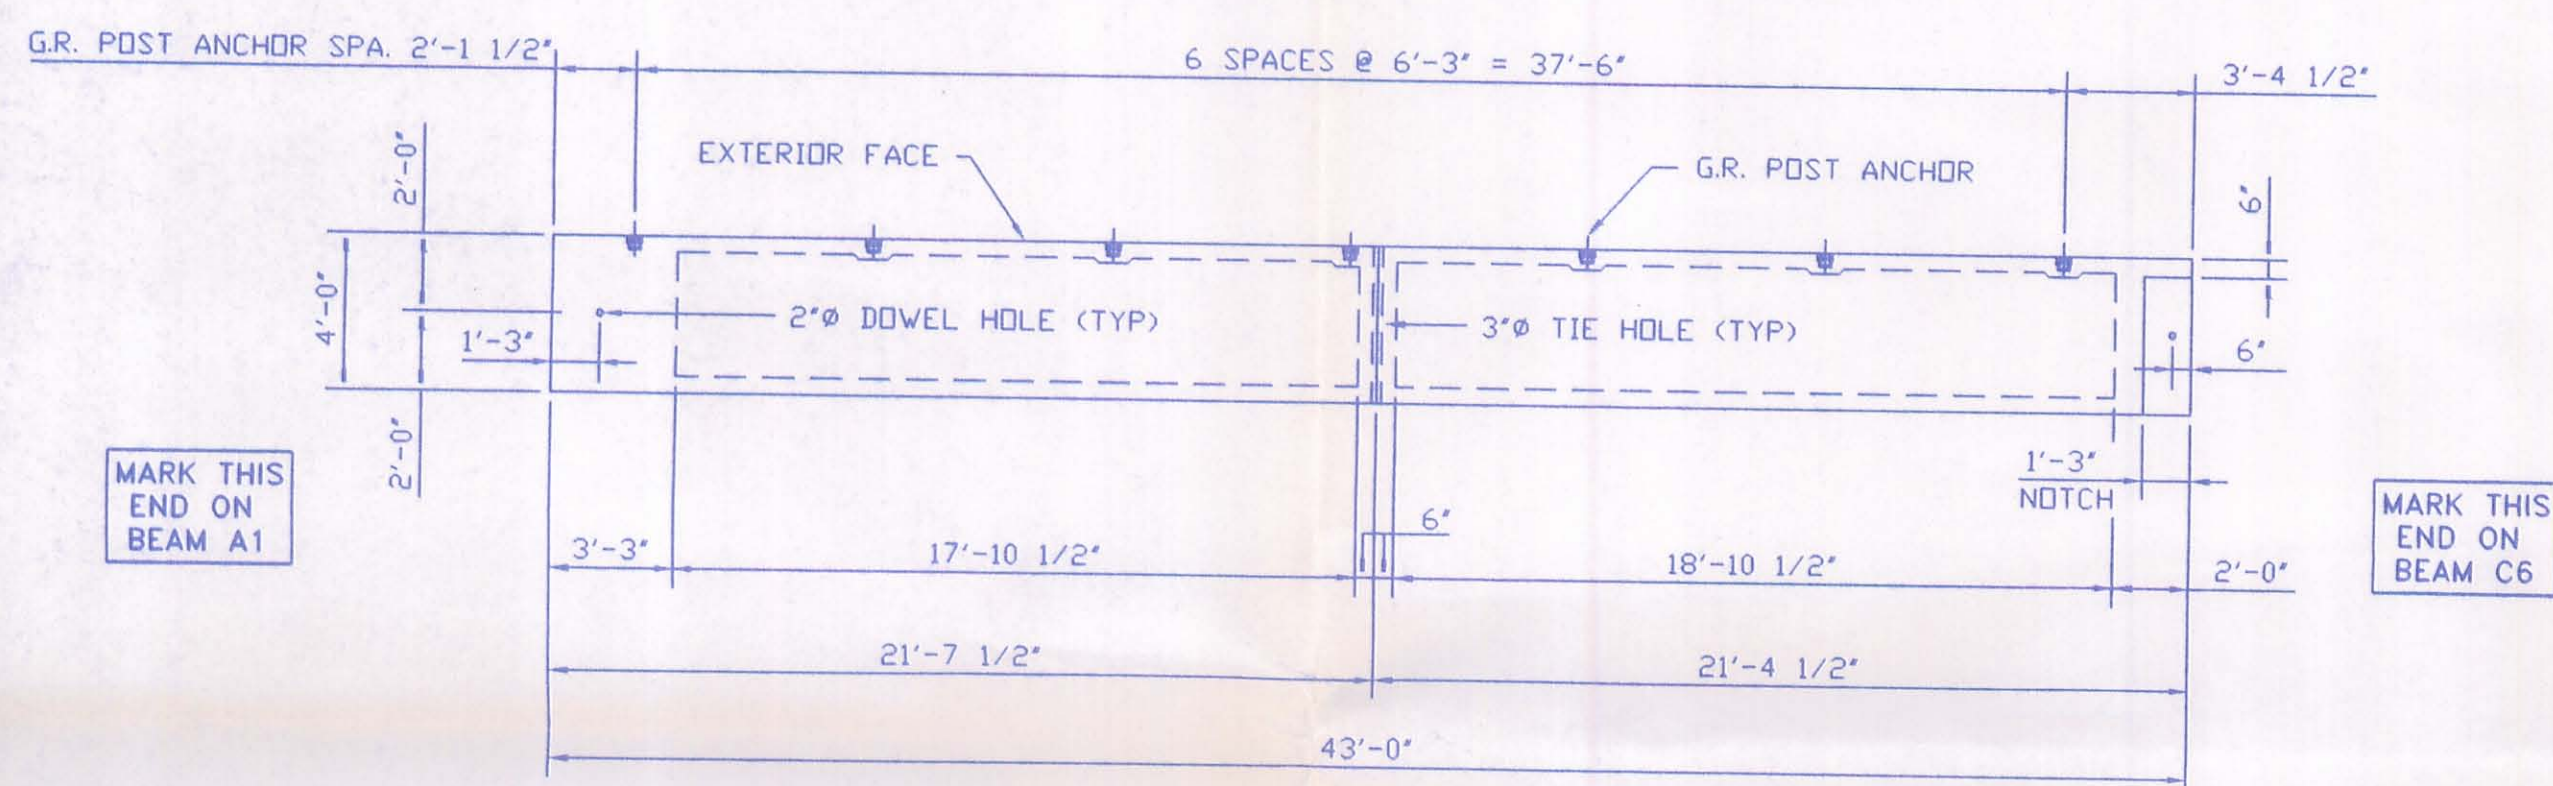 G.R. POST ANCHOR SPA. 2'-1 1/2"
6 SPACES @ 6'-3" = 37'-6"
3'-4 1/2"
2'-0"
EXTERIOR FACE
G.R. POST ANCHOR
6"
4'-0"
1'-3"
2"Ø DOWEL HOLE (TYP)
3"Ø TIE HOLE (TYP)
6"
2'-0"
MARK THIS
END ON
BEAM A1
1'-3"
NOTCH
MARK THIS
END ON
BEAM C6
3'-3"
17'-10 1/2"
6"
18'-10 1/2"
2'-0"
21'-7 1/2"
21'-4 1/2"
43'-0"